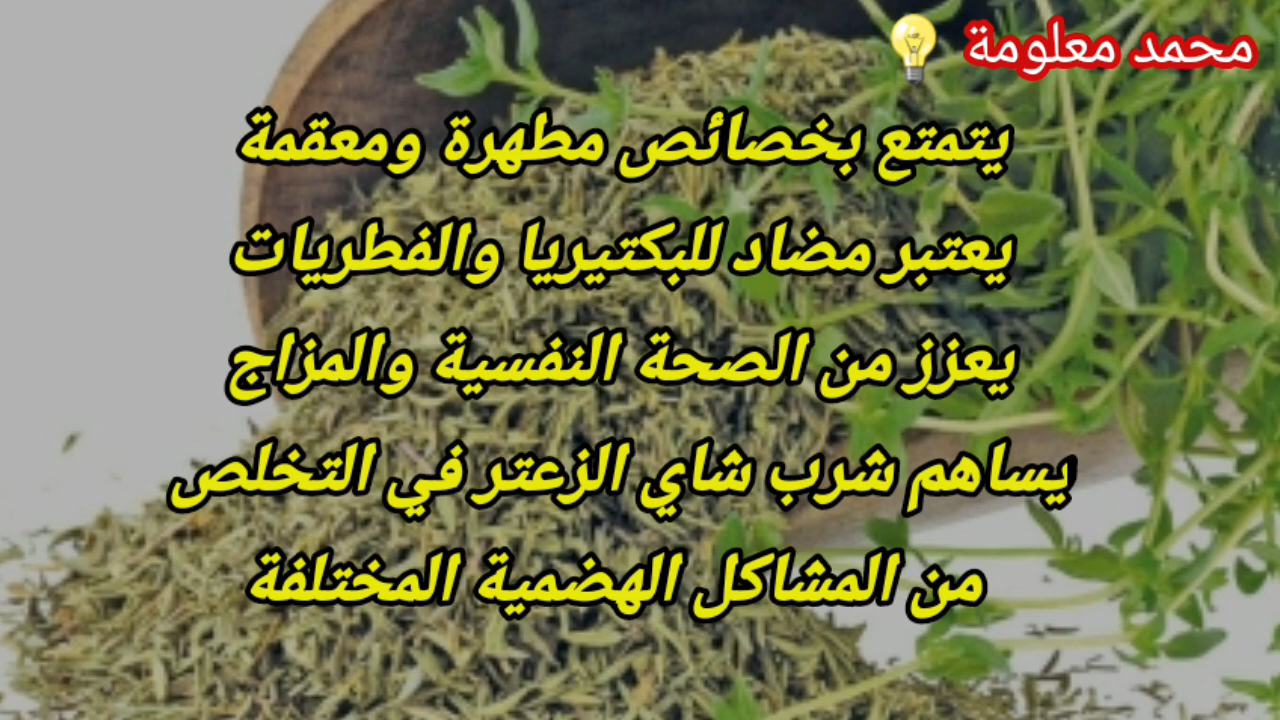 محمد معلومة
يتمتع بخصائص مطهرة ومعقمة
يعتبر مضاد للبكتيريا والفطريات
يعزز من الصحة النفسية والمزاج
يساهم شرب شاي الزعتر في التخلص
من المشاكل الهضمية المختلفة